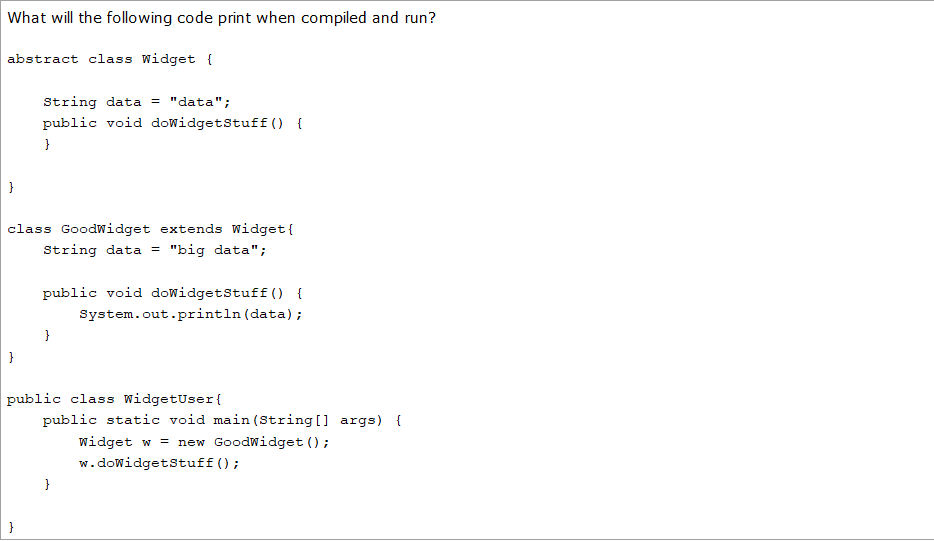 What will the following code print when compiled and run?
abstract class Widget {
String data = "data";
public void doWidgetStuff() {
}
}
class GoodWidget extends Widget{
String data = "big data";
public void doWidgetStuff() {
System.out.println(data);
}
}
public class WidgetUser{
public static void main(String[] args) {
Widget w = new GoodWidget();
w.doWidgetStuff();
}
}